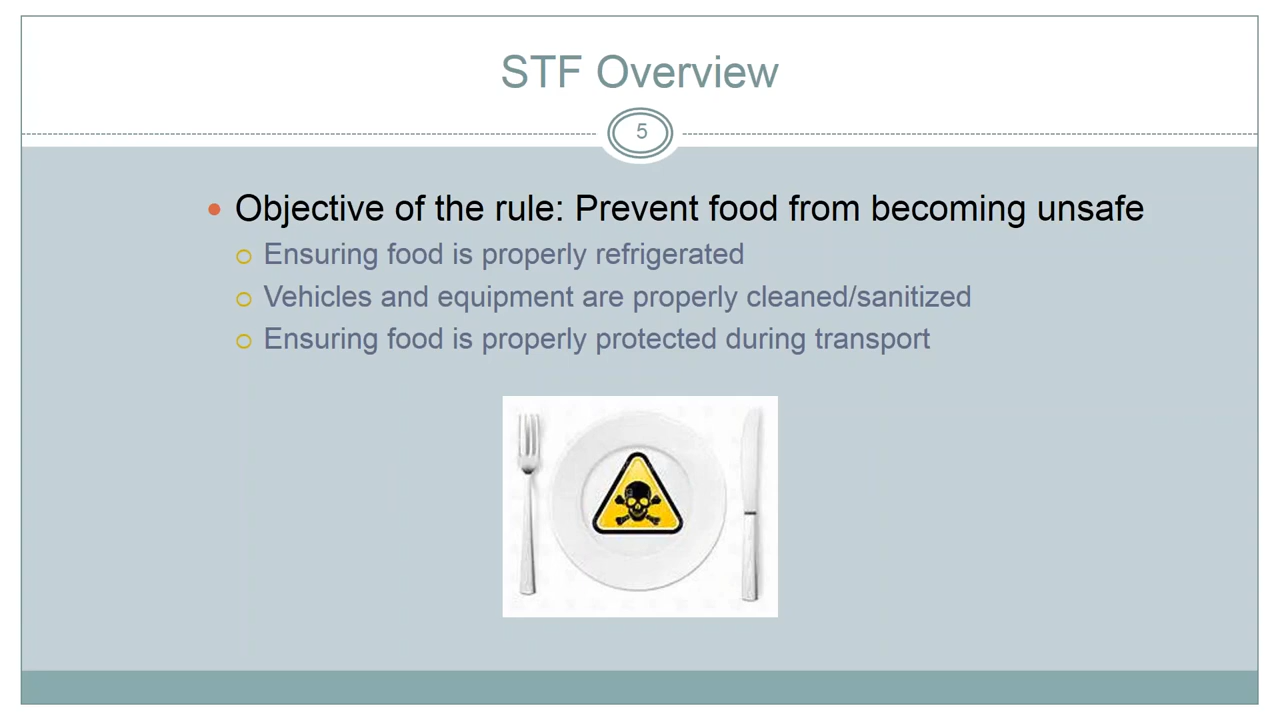 STF Overview
5
Objective of the rule: Prevent food from becoming unsafe
Ensuring food is properly refrigerated
Vehicles and equipment are properly cleaned/sanitized
Ensuring food is properly protected during transport